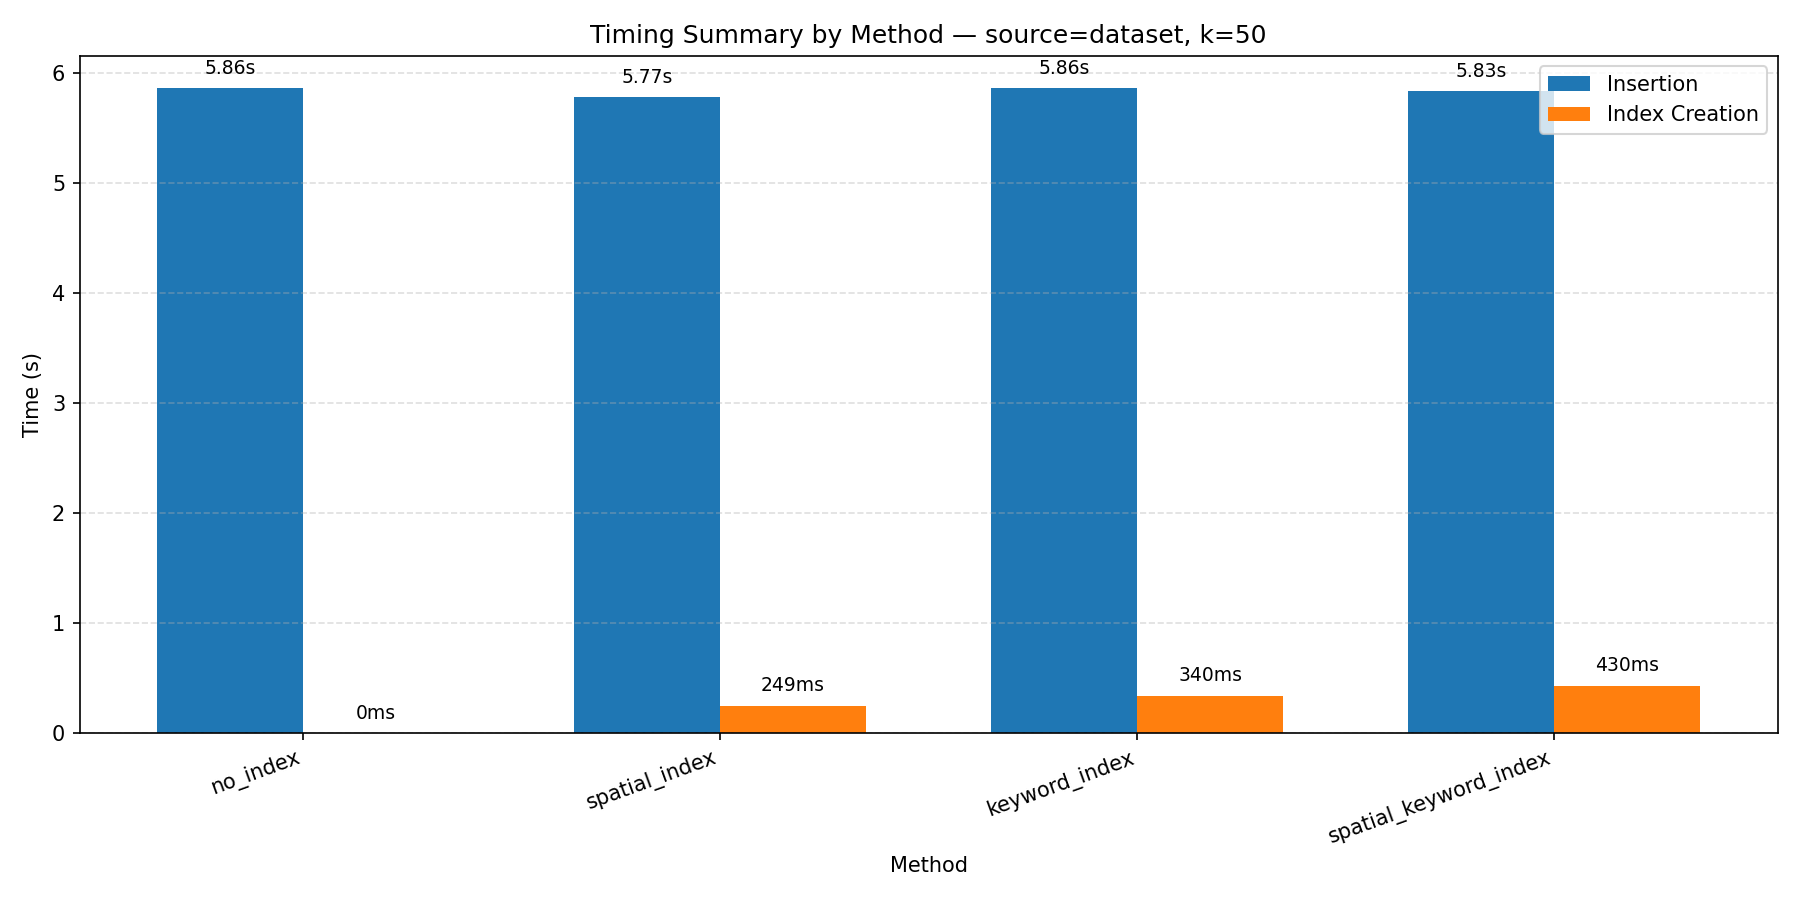 Timing Summary by Method — source=dataset, k=50
5.86s
5.77s
5.86s
5.83s
Insertion
Index Creation
6
5
4
3
2
1
0
Time (s)
0ms
249ms
340ms
430ms
no_index
spatial_index
keyword_index
spatial_keyword_index
Method